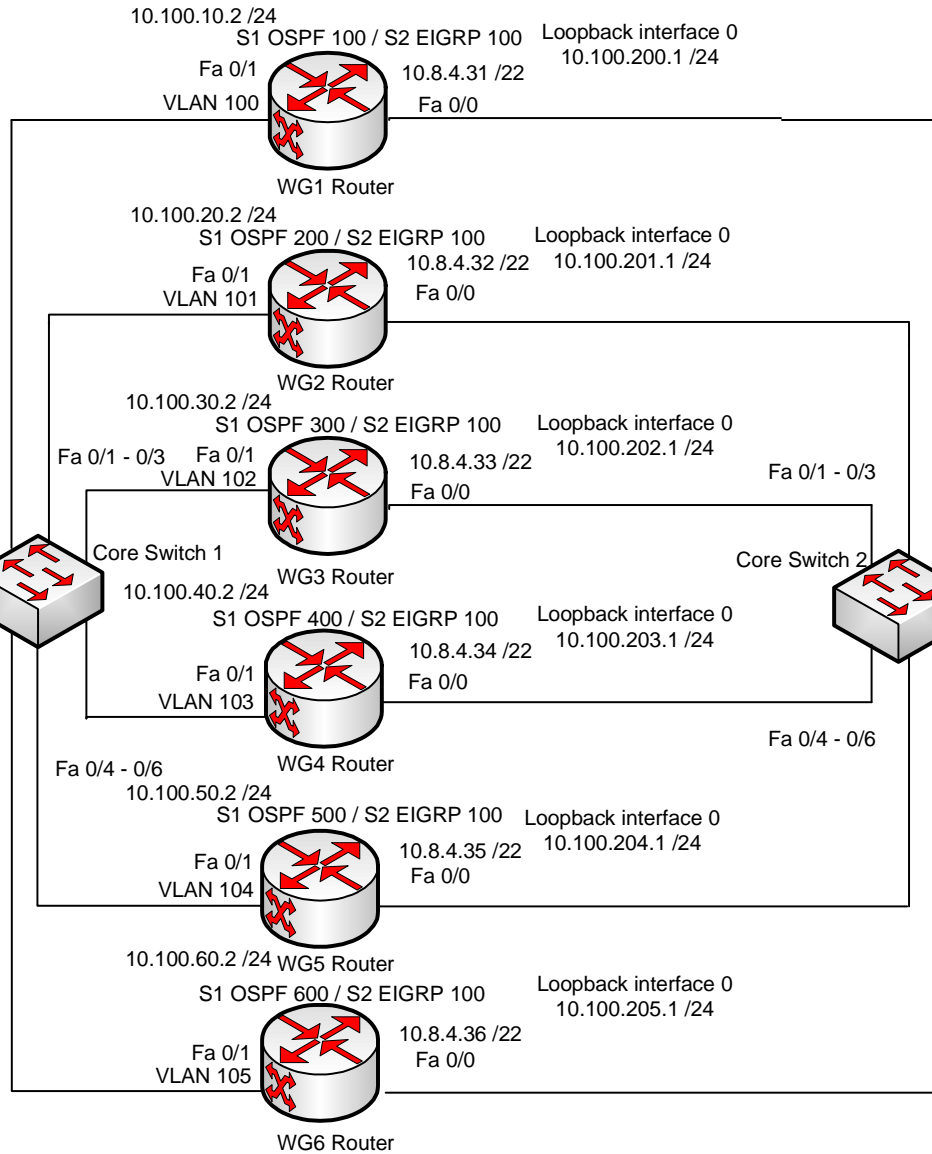 10.100.10.2 /24
S1 OSPF 100 / S2 EIGRP 100
Loopback interface 0
10.100.200.1 /24
Fa 0/1
10.8.4.31 /22
VLAN 100
Fa 0/0
WG1 Router
10.100.20.2 /24
S1 OSPF 200 / S2 EIGRP 100
Loopback interface 0
10.100.201.1 /24
Fa 0/1
10.8.4.32 /22
VLAN 101
Fa 0/0
WG2 Router
10.100.30.2 /24
S1 OSPF 300 / S2 EIGRP 100
Loopback interface 0
10.100.202.1 /24
Fa 0/1 - 0/3
Fa 0/1
10.8.4.33 /22
VLAN 102
Fa 0/0
Fa 0/1 - 0/3
Core Switch 1
WG3 Router
Core Switch 2
10.100.40.2 /24
S1 OSPF 400 / S2 EIGRP 100
Loopback interface 0
10.100.203.1 /24
Fa 0/1
10.8.4.34 /22
VLAN 103
Fa 0/0
WG4 Router
Fa 0/4 - 0/6
Fa 0/4 - 0/6
10.100.50.2 /24
S1 OSPF 500 / S2 EIGRP 100
Loopback interface 0
10.100.204.1 /24
Fa 0/1
10.8.4.35 /22
VLAN 104
Fa 0/0
WG5 Router
10.100.60.2 /24
S1 OSPF 600 / S2 EIGRP 100
Loopback interface 0
10.100.205.1 /24
Fa 0/1
10.8.4.36 /22
VLAN 105
Fa 0/0
WG6 Router